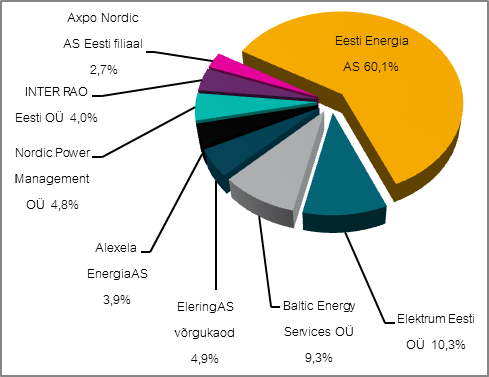 Axpo Nordic
AS Eesti filiaal
2,7%
Eesti Energia
AS 60,1%
INTER RAO
Eesti OÜ 4,0%
Nordic Power
Management
OÜ 4,8%
Alexela
EnergiaAS
3,9%
EleringAS
võrgukaod
4,9%
Baltic Energy
Services OÜ
9,3%
Elektrum Eesti
OÜ 10,3%